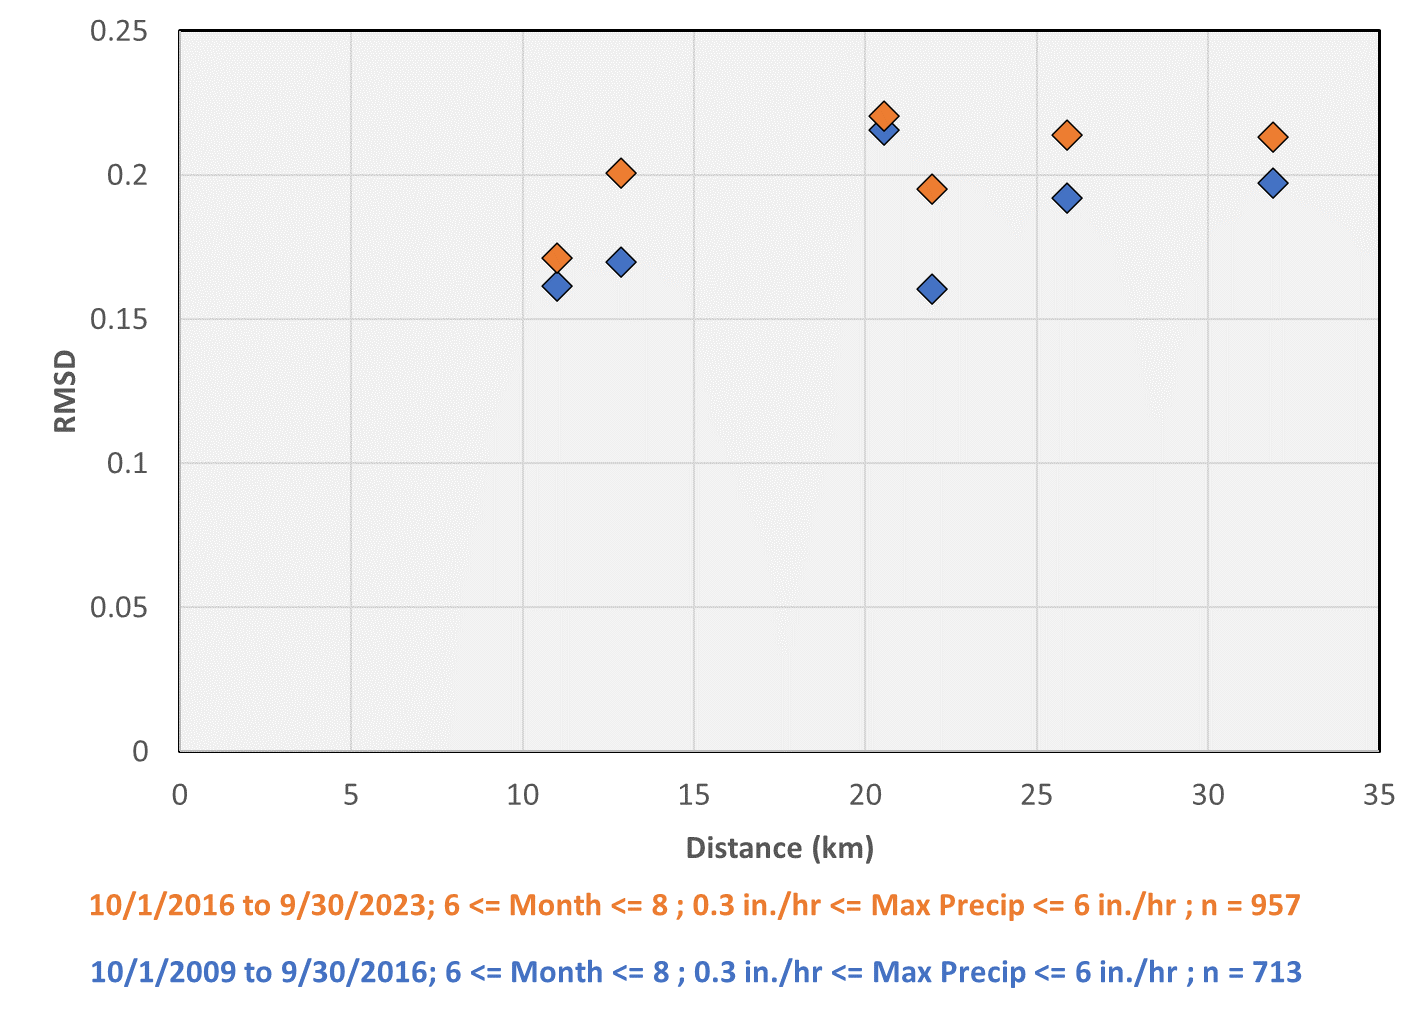 0.25
0.2
0.15
0.1
0.05
0
RMSD
0 5 10 15 20 25 30 35
Distance (km)
10/1/2016 to 9/30/2023; 6 <= Month <= 8 ; 0.3 in./hr <= Max Precip <= 6 in./hr ; n = 957
10/1/2009 to 9/30/2016; 6 <= Month <= 8 ; 0.3 in./hr <= Max Precip <= 6 in./hr ; n = 713